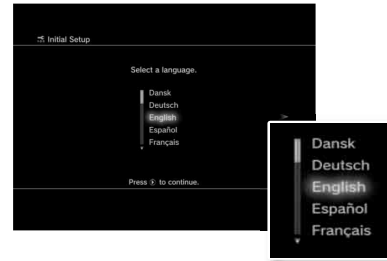 Initial Setup
Select a language.
Dansk
Deutsch
English
Español
Français
Press ⓧ to continue.
Dansk
Deutsch
English
Español
Français